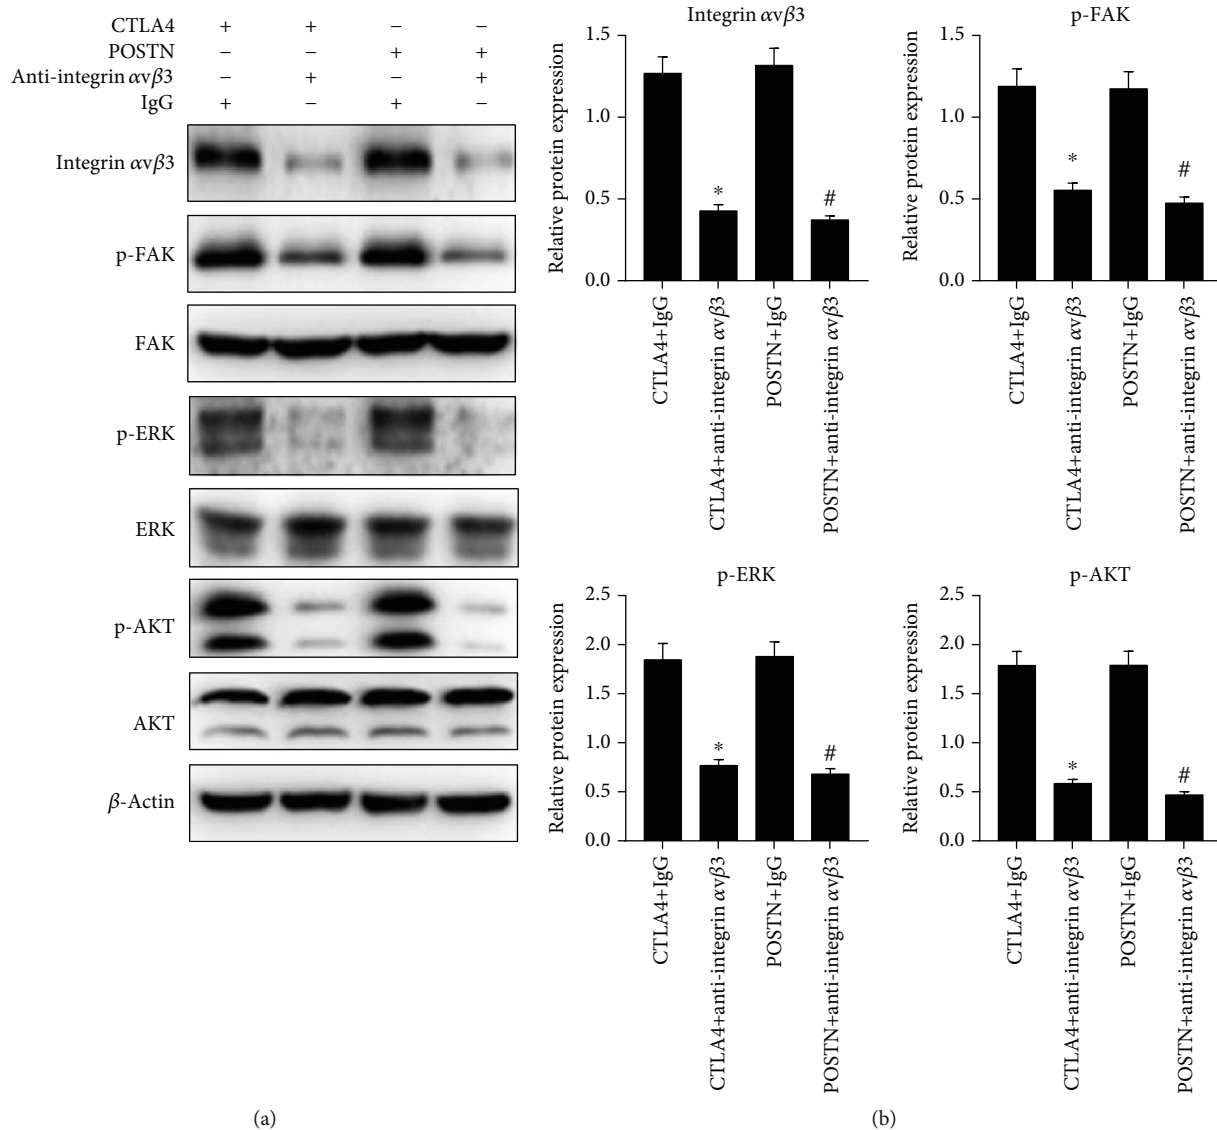 CTLA4 + + − −
POSTN − − + +
Anti-integrin αvβ3 − + − +
IgG + − + −
Integrin αvβ3
p-FAK
FAK
p-ERK
ERK
p-AKT
AKT
β-Actin
(a)
Integrin αvβ3
Relative protein expression
1.5
1.0
0.5
0.0
*
#
CTLA4+IgG
CTLA4+anti-integrin αvβ3
POSTN+IgG
POSTN+anti-integrin αvβ3
p-FAK
Relative protein expression
1.5
1.0
0.5
0.0
*
#
CTLA4+IgG
CTLA4+anti-integrin αvβ3
POSTN+IgG
POSTN+anti-integrin αvβ3
p-ERK
Relative protein expression
2.5
2.0
1.5
1.0
0.5
0.0
*
#
CTLA4+IgG
CTLA4+anti-integrin αvβ3
POSTN+IgG
POSTN+anti-integrin αvβ3
p-AKT
Relative protein expression
2.5
2.0
1.5
1.0
0.5
0.0
*
#
CTLA4+IgG
CTLA4+anti-integrin αvβ3
POSTN+IgG
POSTN+anti-integrin αvβ3
(b)